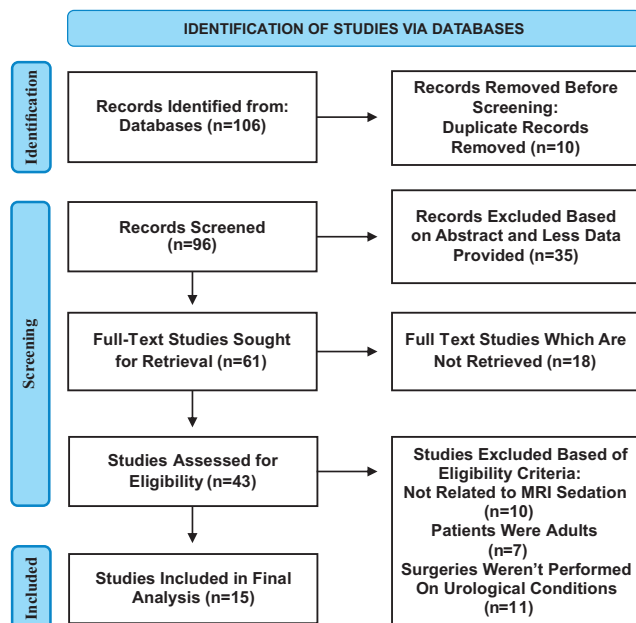 IDENTIFICATION OF STUDIES VIA DATABASES
Identification
Records Identified from:
Databases (n=106)
Records Removed Before
Screening:
Duplicate Records
Removed (n=10)
Screening
Records Screened
(n=96)
Records Excluded Based
on Abstract and Less Data
Provided (n=35)
Full-Text Studies Sought
for Retrieval (n=61)
Full Text Studies Which Are
Not Retrieved (n=18)
Studies Assessed for
Eligibility (n=43)
Studies Excluded Based of
Eligibility Criteria:
Not Related to MRI Sedation
(n=10)
Patients Were Adults
(n=7)
Surgeries Weren't Performed
On Urological Conditions
(n=11)
Included
Studies Included in Final
Analysis (n=15)